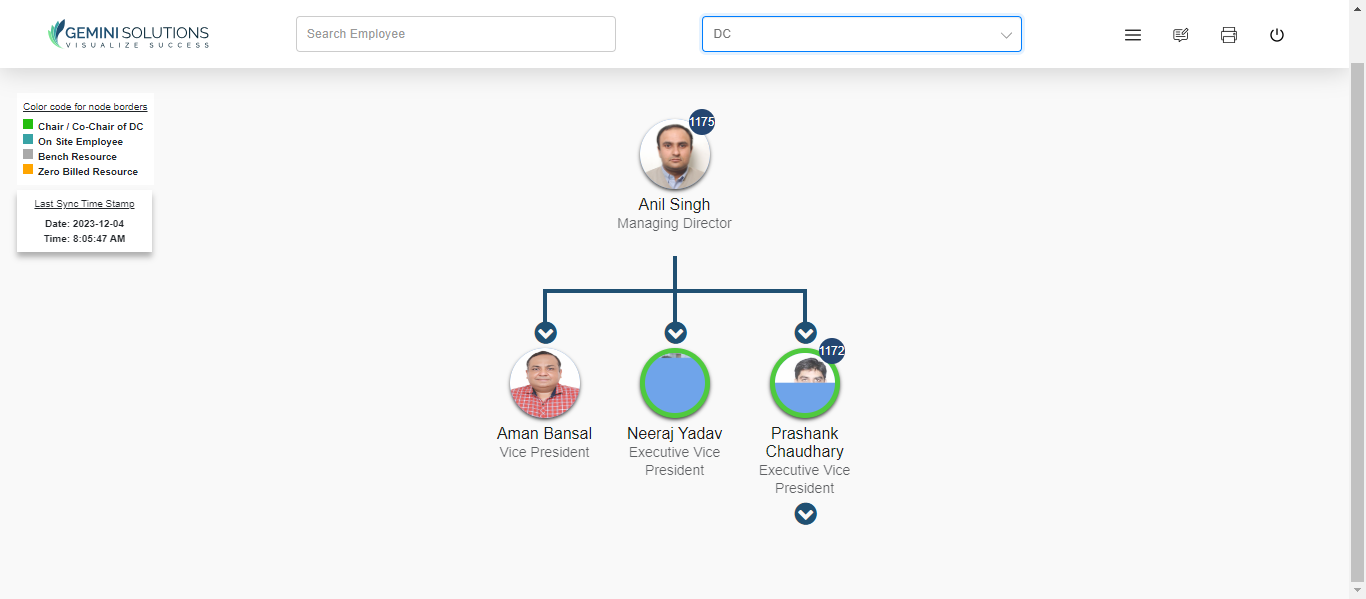 GEMINI SOLUTIONS
VISUALIZE SUCCESS
Search Employee
DC
Color code for node borders
Chair / Co-Chair of DC
On Site Employee
Bench Resource
Zero Billed Resource
Last Sync Time Stamp
Date: 2023-12-04
Time: 8:05:47 AM
1175
Anil Singh
Managing Director
Aman Bansal
Vice President
Neeraj Yadav
Executive Vice
President
1172
Prashank
Chaudhary
Executive Vice
President